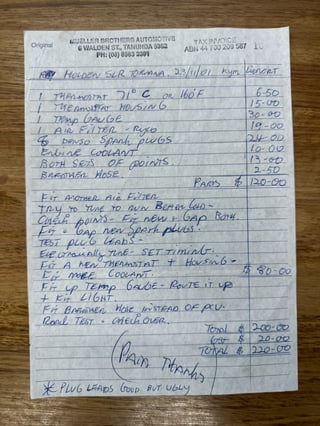 Original
MUELLER BROTHERS AUTOMOTIVE
6 WALDEN ST., TANUNDA 5352
PH: (08) 8563 2391
TAX INVOICE
ABN 44 700 209 567
HOLDEN SLR TORANA. 23/11/01 Kym
1 THERMOSTAT 71°C OR 160°F 6-50
1 THERMOSTAT HOUSING 15-00
1 TEMP GAUGE 30-00
1 AIR FILTER - RYCO 19-00
8 DENSO SPARK PLUGS 24-00
ENGINE COOLANT 10-00
BOTH SETS OF POINTS. 13-00
BREATHER HOSE. 2-50
PARTS $ 120-00
FIT ANOTHER AIR FILTER
TRY TO TUNE TO RUN
CHECK POINTS - FIT NEW + GAP BOTH.
FIT + GAP NEW SPARK PLUGS.
TEST PLUG LEADS -
ELECTRONICALLY TUNE - SET TIMING.
FIT A NEW THERMOSTAT + HOUSING -
FIT MORE COOLANT. $ 80-00
FIT UP TEMP GAUGE - ROUTE IT UP
+ FIT LIGHT.
FIT BREATHER HOSE INSTEAD OF PCV.
ROAD TEST + CHECK OVER.
TOTAL $ 200-00
GST $ 20-00
TOTAL $ 220-00
PAID THANKS
* PLUG LEADS GOOD BUT UGLY